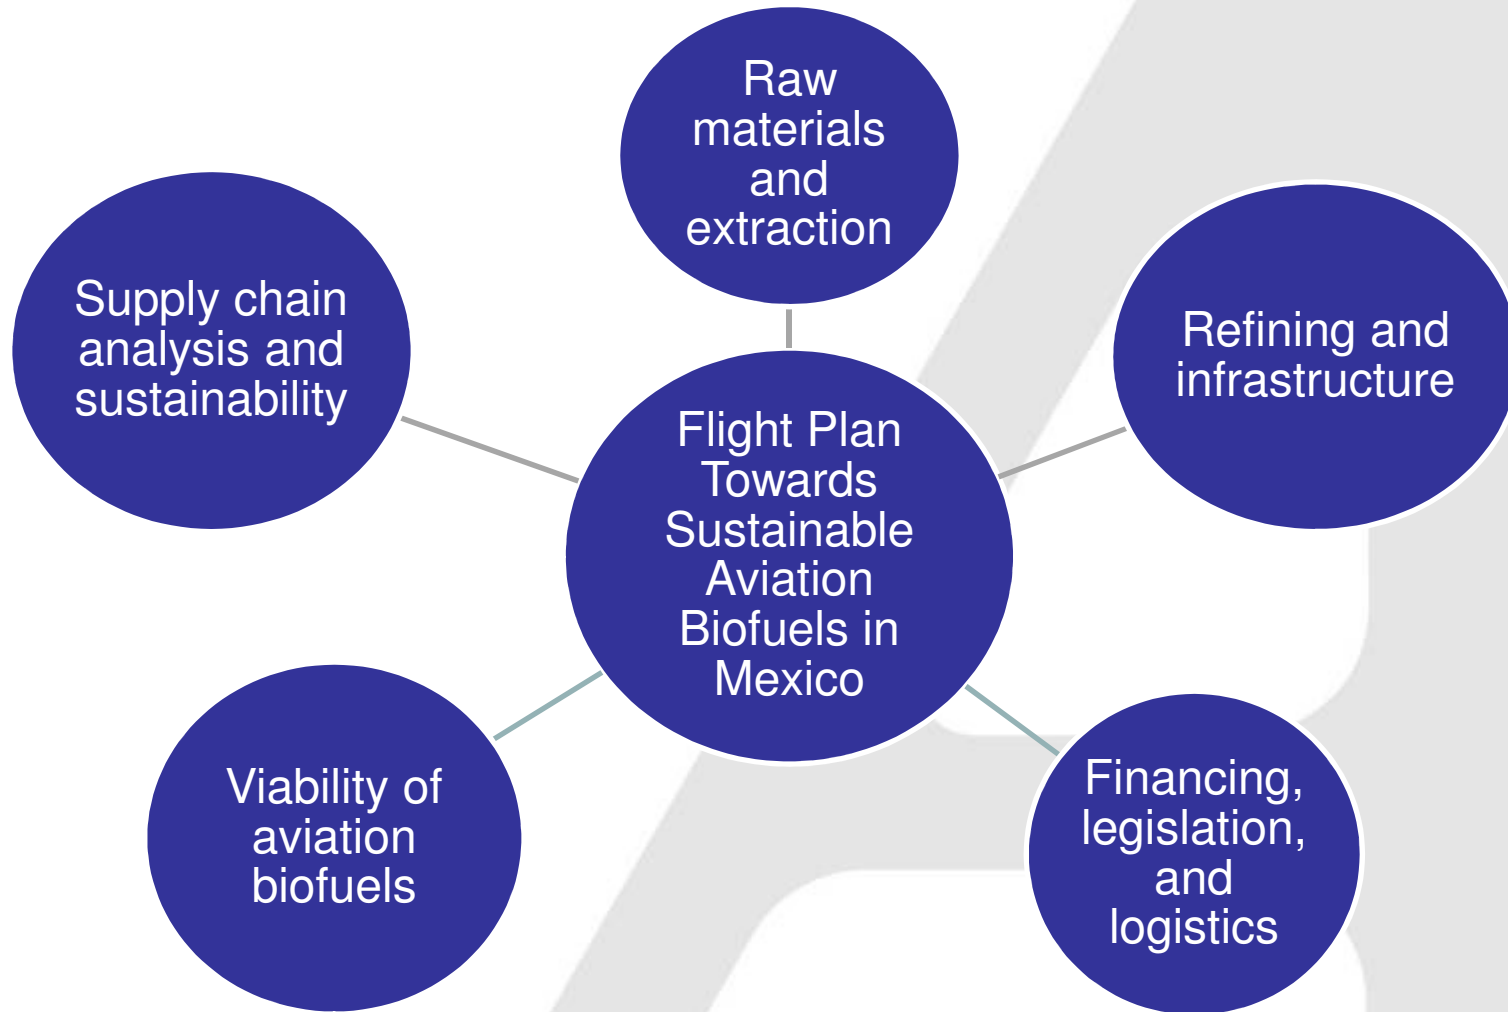 Raw
materials
and
extraction
Supply chain
analysis and
sustainability
Refining and
infrastructure
Flight Plan
Towards
Sustainable
Aviation
Biofuels in
Mexico
Viability of
aviation
biofuels
Financing,
legislation,
and
logistics